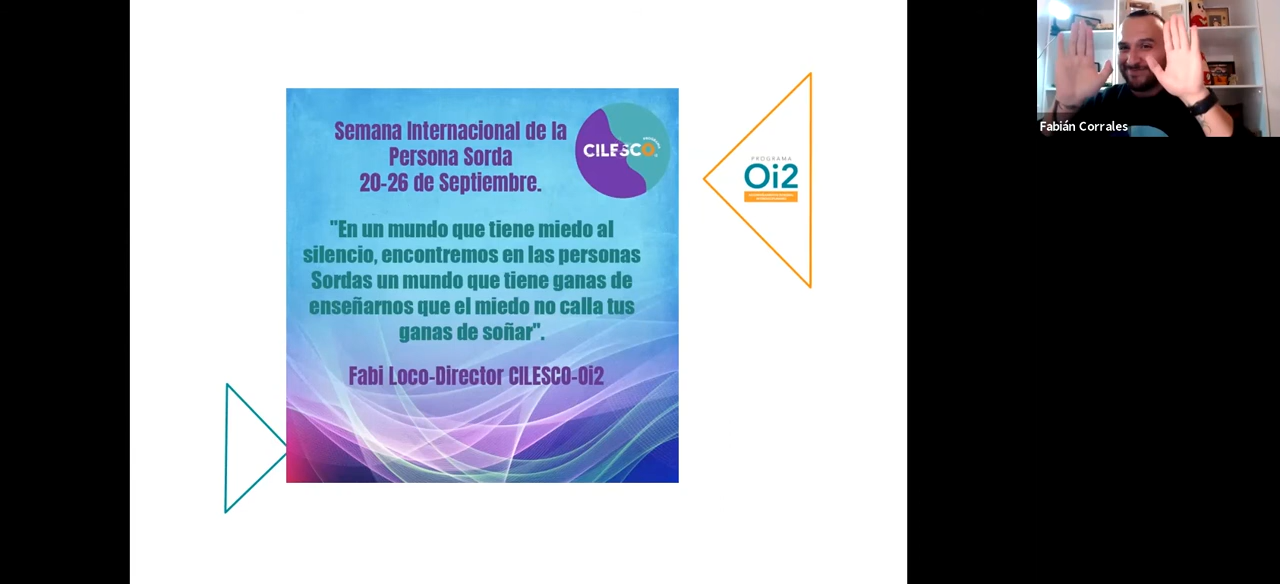 Semana Internacional de la
Persona Sorda
20-26 de Septiembre.
CILESCO
"En un mundo que tiene miedo al
silencio, encontremos en las personas
Sordas un mundo que tiene ganas de
enseñarnos que el miedo no calla tus
ganas de soñar".
Fabi Loco-Director CILESCO-Oi2
PROGRAMA
Oi2
Fabián Corrales